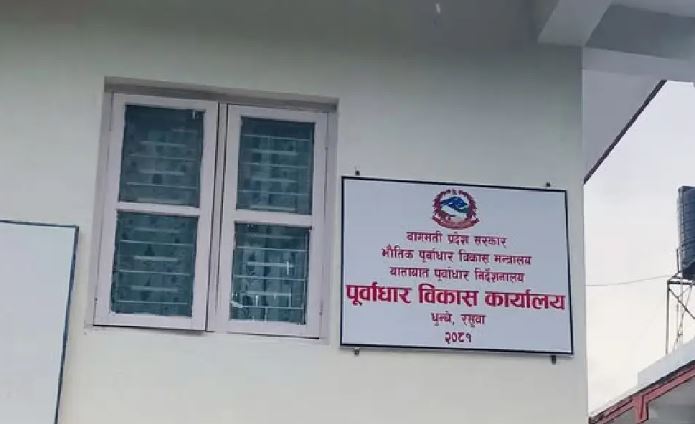 बागमती प्रदेश सरकार
भौतिक पूर्वाधार विकास मन्त्रालय
यातायात पूर्वाधार निर्देशनालय
पूर्वाधार विकास कार्यालय
धुन्चे, रसुवा
२०८१